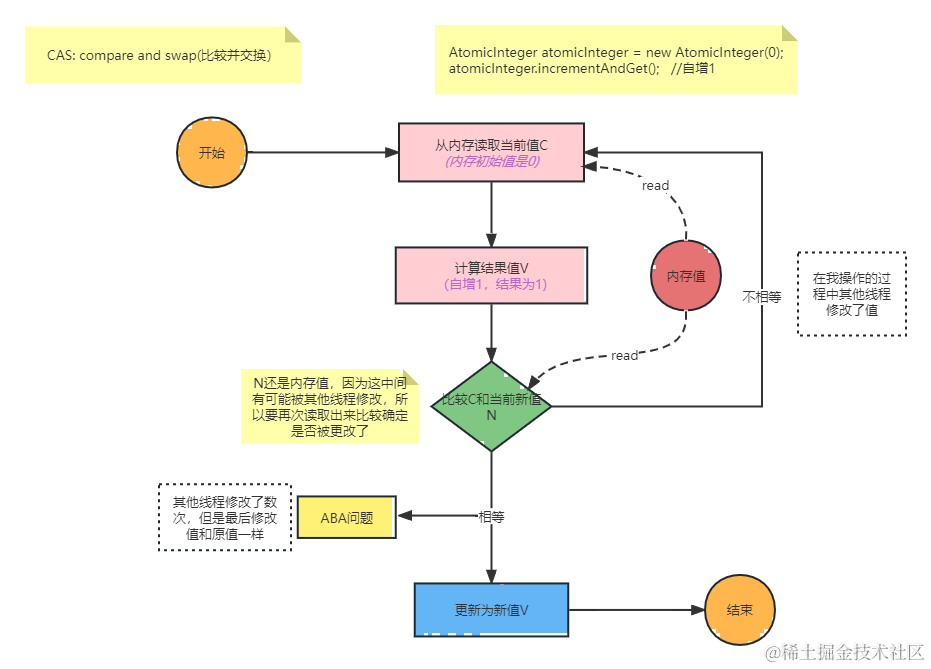 CAS: compare and swap(比较并交换)
AtomicInteger atomicInteger = new AtomicInteger(0);
atomicInteger.incrementAndGet();   //自增1
开始
从内存读取当前值C
(内存初始值是0)
read
计算结果值V
(自增1，结果为1)
内存值
不相等
在我操作的过
程中其他线程
修改了值
read
N还是内存值，因为这中间
有可能被其他线程修改，所
以要再次读取出来比较确定
是否被更改了
比较C和当前新值
N
其他线程修改了数
次，但是最后修改
值和原值一样
ABA问题
相等
更新为新值V
结束
@稀土掘金技术社区